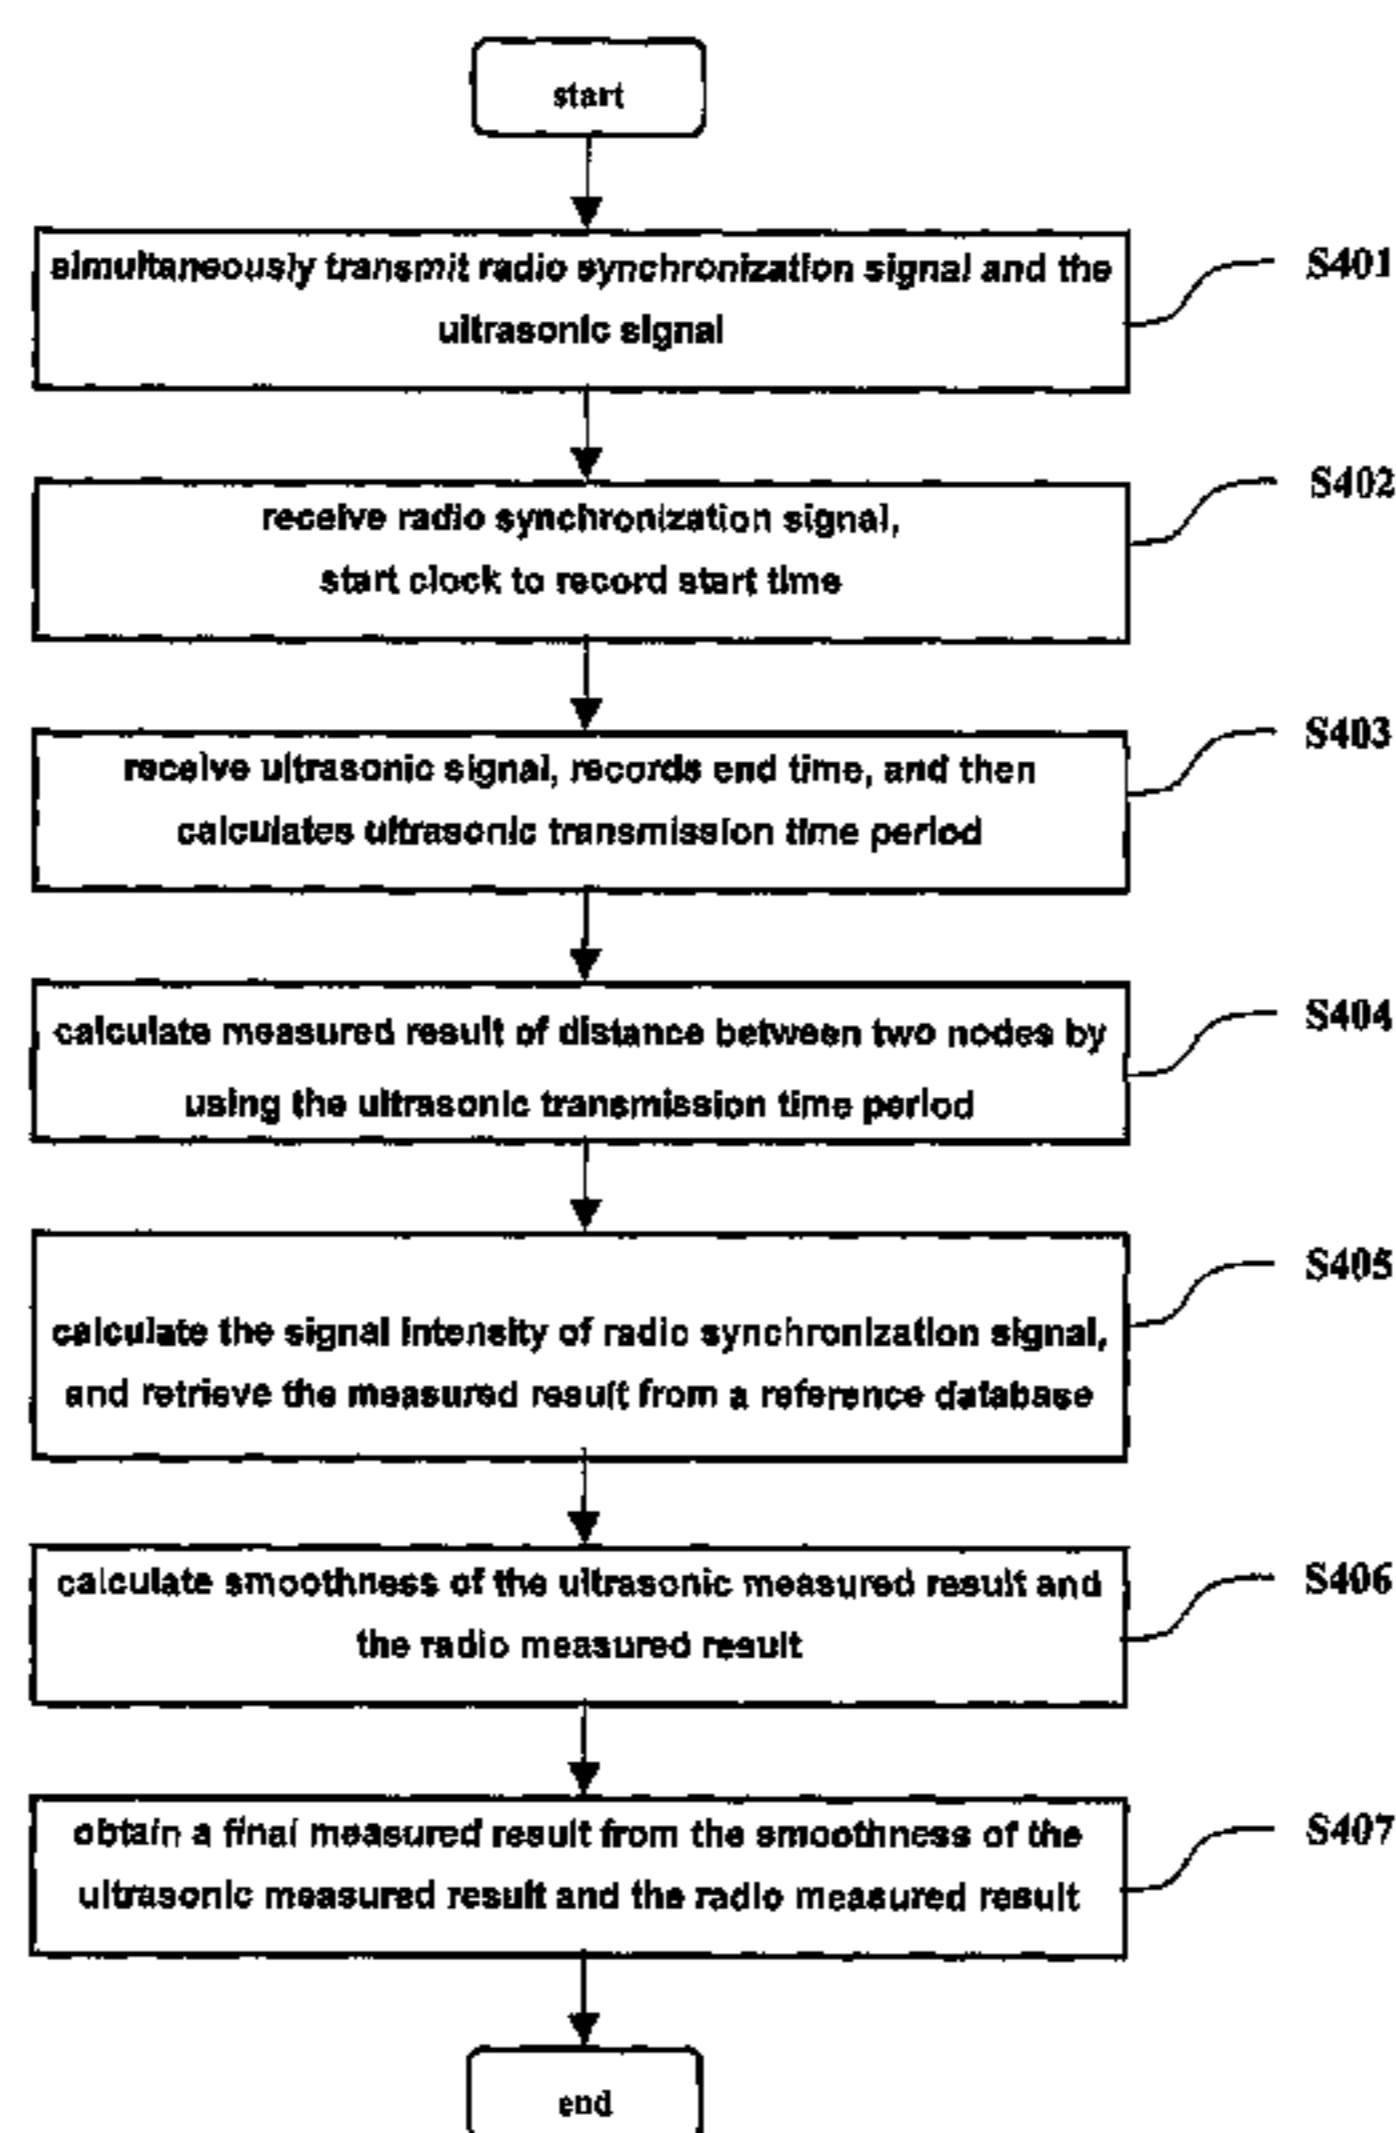 start
simultaneously transmit radio synchronization signal and the
ultrasonic signal
S401
receive radio synchronization signal,
start clock to record start time
S402
receive ultrasonic signal, records end time, and then
calculates ultrasonic transmission time period
S403
calculate measured result of distance between two nodes by
using the ultrasonic transmission time period
S404
calculate the signal intensity of radio synchronization signal,
and retrieve the measured result from a reference database
S405
calculate smoothness of the ultrasonic measured result and
the radio measured result
S406
obtain a final measured result from the smoothness of the
ultrasonic measured result and the radio measured result
S407
end